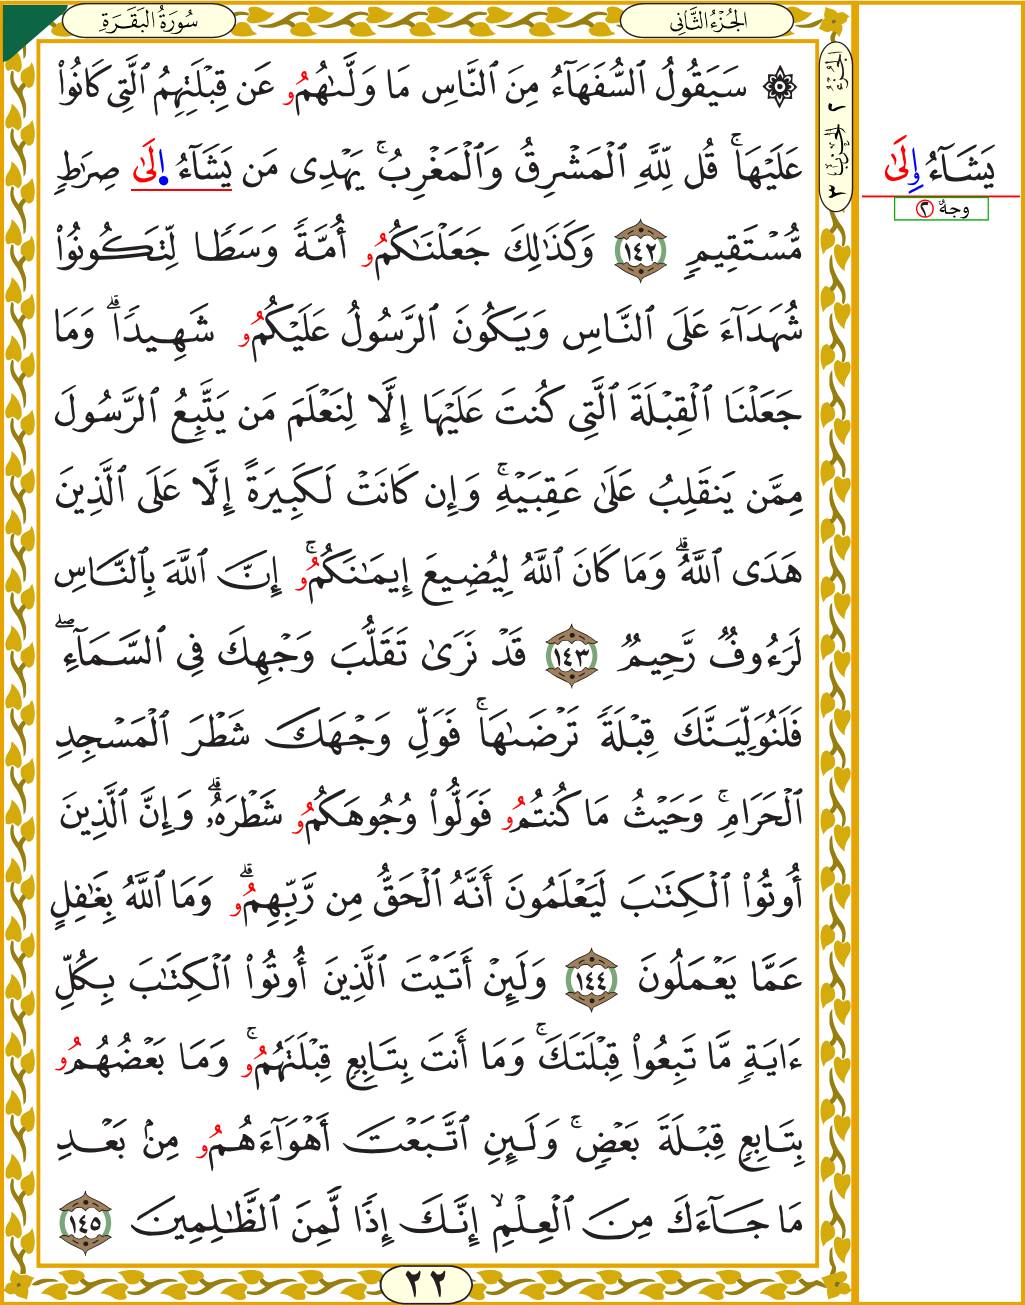 سُورَةُ البَقَرَةِ
الجُزْءُ الثَّانِي
۞ سَيَقُولُ ٱلسُّفَهَآءُ مِنَ ٱلنَّاسِ مَا وَلَّىٰهُمُو عَن قِبْلَتِهِمُ ٱلَّتِى كَانُوا۟
عَلَيْهَا ۚ قُل لِّلَّهِ ٱلْمَشْرِقُ وَٱلْمَغْرِبُ ۚ يَهْدِى مَن يَشَآءُ إِلَىٰ صِرَٰطٍ
مُّسْتَقِيمٍ ١٤٢ وَكَذَٰلِكَ جَعَلْنَٰكُمُو أُمَّةً وَسَطًا لِّتَكُونُوا۟
شُهَدَآءَ عَلَى ٱلنَّاسِ وَيَكُونَ ٱلرَّسُولُ عَلَيْكُمُو شَهِيدًا ۗ وَمَا
جَعَلْنَا ٱلْقِبْلَةَ ٱلَّتِى كُنتَ عَلَيْهَا إِلَّا لِنَعْلَمَ مَن يَتَّبِعُ ٱلرَّسُولَ
مِمَّن يَنقَلِبُ عَلَىٰ عَقِبَيْهِ ۚ وَإِن كَانَتْ لَكَبِيرَةً إِلَّا عَلَى ٱلَّذِينَ
هَدَى ٱللَّهُ ۗ وَمَا كَانَ ٱللَّهُ لِيُضِيعَ إِيمَٰنَكُمُو ۚ إِنَّ ٱللَّهَ بِٱلنَّاسِ
لَرَءُوفٌ رَّحِيمٌ ١٤٣ قَدْ نَرَىٰ تَقَلُّبَ وَجْهِكَ فِى ٱلسَّمَآءِ ۖ
فَلَنُوَلِّيَنَّكَ قِبْلَةً تَرْضَىٰهَا ۚ فَوَلِّ وَجْهَكَ شَطْرَ ٱلْمَسْجِدِ
ٱلْحَرَامِ ۚ وَحَيْثُ مَا كُنتُمُو فَوَلُّوا۟ وُجُوهَكُمُو شَطْرَهُۥ ۗ وَإِنَّ ٱلَّذِينَ
أُوتُوا۟ ٱلْكِتَٰبَ لَيَعْلَمُونَ أَنَّهُ ٱلْحَقُّ مِن رَّبِّهِمُو ۗ وَمَا ٱللَّهُ بِغَٰفِلٍ
عَمَّا يَعْمَلُونَ ١٤٤ وَلَئِنْ أَتَيْتَ ٱلَّذِينَ أُوتُوا۟ ٱلْكِتَٰبَ بِكُلِّ
ءَايَةٍ مَّا تَبِعُوا۟ قِبْلَتَكَ ۚ وَمَا أَنتَ بِتَابِعٍ قِبْلَتَهُمُو ۚ وَمَا بَعْضُهُمُو
بِتَابِعٍ قِبْلَةَ بَعْضٍ ۚ وَلَئِنِ ٱتَّبَعْتَ أَهْوَآءَهُمُو مِنۢ بَعْدِ
مَا جَآءَكَ مِنَ ٱلْعِلْمِ ۙ إِنَّكَ إِذًا لَّمِنَ ٱلظَّٰلِمِينَ ١٤٥
٢٢
الجُزْءُ ٢ الحِزْبُ ٣
يَشَآءُ وِلَىٰ
وجهٌ ٢